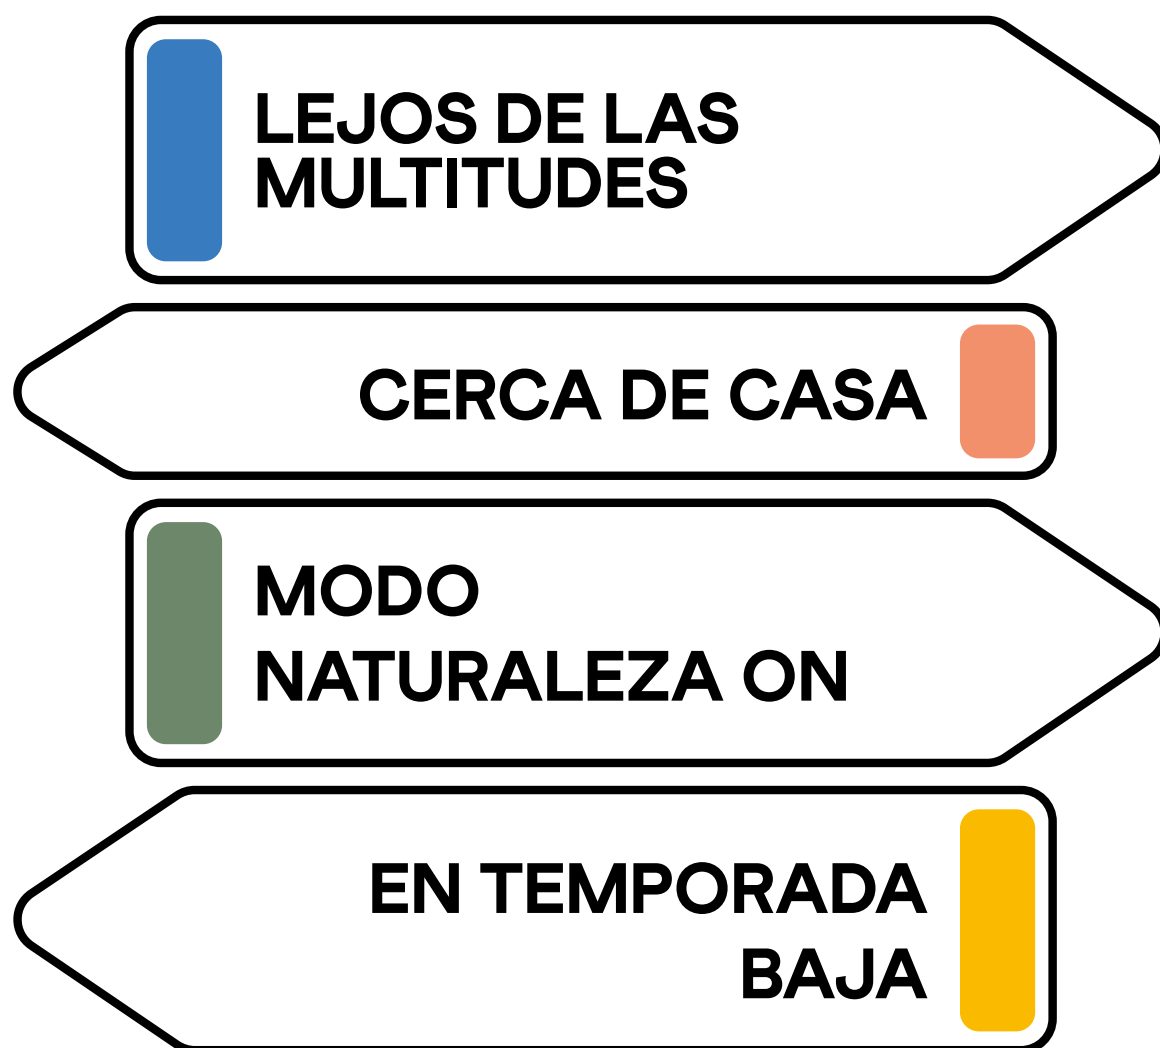 LEJOS DE LAS
MULTITUDES
CERCA DE CASA
MODO
NATURALEZA ON
EN TEMPORADA
BAJA